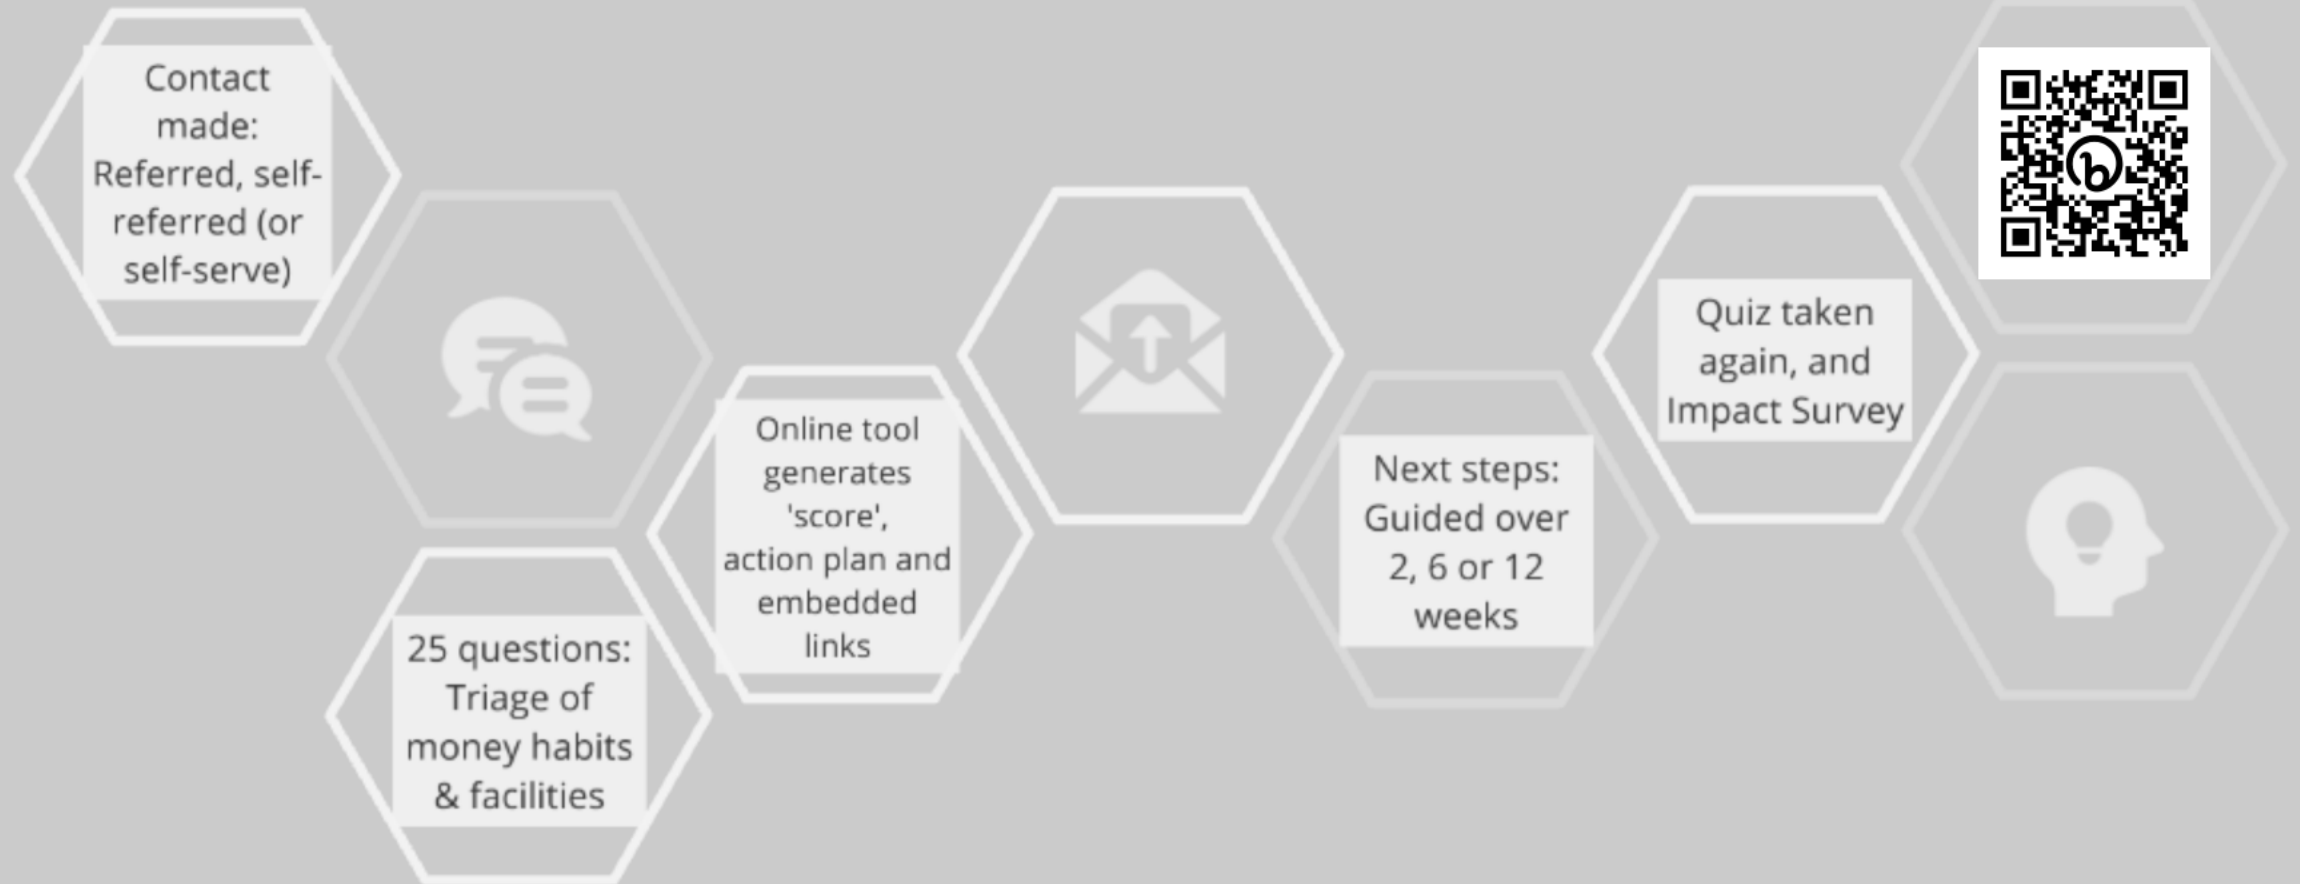 Contact
made:
Referred, self-
referred (or
self-serve)
25 questions:
Triage of
money habits
& facilities
Online tool
generates
'score',
action plan and
embedded
links
Next steps:
Guided over
2, 6 or 12
weeks
Quiz taken
again, and
Impact Survey
b